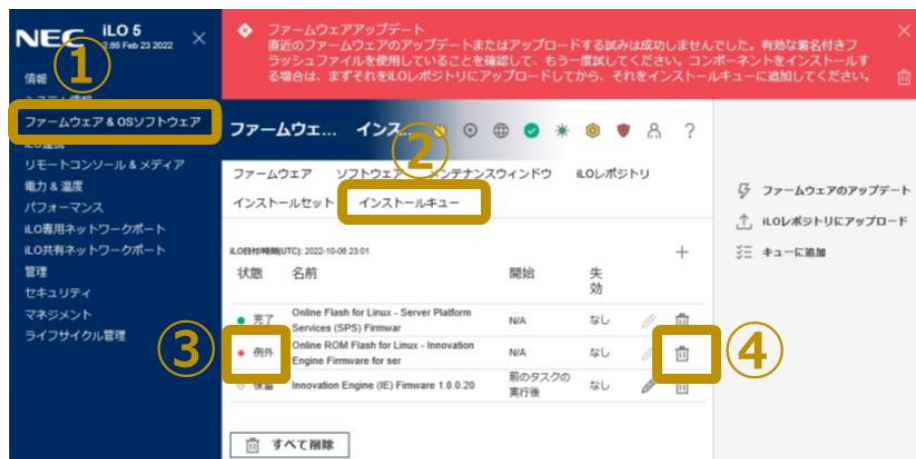 NEC iLO 5
2.65 Feb 23 2022
ファームウェアアップデート
直近のファームウェアのアップデートまたはアップロードする試みは成功しませんでした。有効な署名付きフ
ラッシュファイルを使用していることを確認して、もう一度試してください。コンポーネントをインストールす
る場合は、まずそれをiLOレポジトリにアップロードしてから、それをインストールキューに追加してください。
①
情報
ファームウェア & OSソフトウェア
リモートコンソール & メディア
電力 & 温度
パフォーマンス
iLO専用ネットワークポート
iLO共有ネットワークポート
管理
セキュリティ
マネジメント
ライフサイクル管理
ファームウェ... インス...
②
ファームウェア ソフトウェア メンテナンスウィンドウ iLOレポジトリ
インストールセット インストールキュー
iLO日付/時間(UTC): 2022-10-06 23:01
状態 名前 開始 失効
完了 Online Flash for Linux - Server Platform Services (SPS) Firmwar N/A なし
③
例外 Online ROM Flash for Linux - Innovation Engine Firmware for ser N/A なし
④
Innovation Engine (IE) Firmware 1.0.0.20 前のタスクの実行後 なし
すべて削除
ファームウェアのアップデート
iLOレポジトリにアップロード
キューに追加